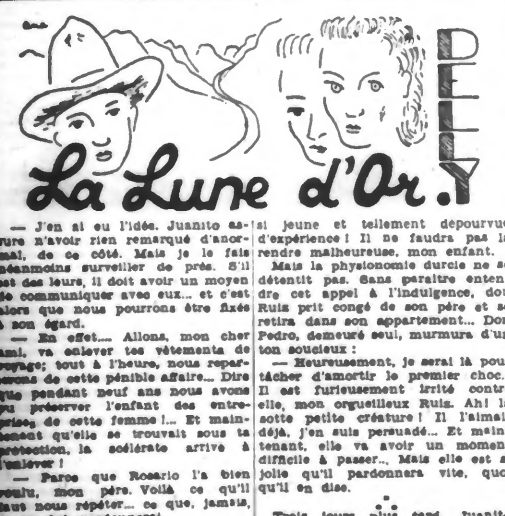 La Lune d'Or.
DELLY
— J'en ai eu l'idée. Juanito as-
sure n'avoir rien remarqué d'anor-
mal, de ce côté. Mais je le fais
néanmoins surveiller de près. S'il
est des leurs, il doit avoir un moyen
de communiquer avec eux... et c'est
alors que nous pourrons être fixés
à son égard.
— En effet.... Allons, mon cher
ami, va enlever tes vêtements de
voyage; tout à l'heure, nous repar-
lerons de cette pénible affaire... Dire
que pendant neuf ans nous avons
pu préserver l'enfant des entre-
prises de cette femme !... Et main-
tenant qu'elle se trouvait sous ta
protection, la scélérate arrive à
l'enlever !
— Parce que Rosario l'a bien
voulu, mon père. Voilà ce qu'il
faut nous répéter... ce que, jamais,
si jeune et tellement dépourvue
d'expérience ! Il ne faudra pas la
rendre malheureuse, mon enfant.
Mais la physionomie durcie ne se
détentit pas. Sans paraître enten-
dre cet appel à l'indulgence, don
Ruiz prit congé de son père et se
retira dans son appartement... Don
Pedro, demeuré seul, murmura d'un
ton soucieux :
— Heureusement, je serai là pour
tâcher d'amortir le premier choc.
Il est furieusement irrité contre
elle, mon orgueilleux Ruiz. Ah! la
sotte petite créature ! Il l'aimait
déjà, j'en suis persuadé... Et main-
tenant, elle va avoir un moment
difficile à passer... Mais elle est si
jolie qu'il pardonnera vite, quoi
qu'il en dise.
Trois jours plus tard, Juanito